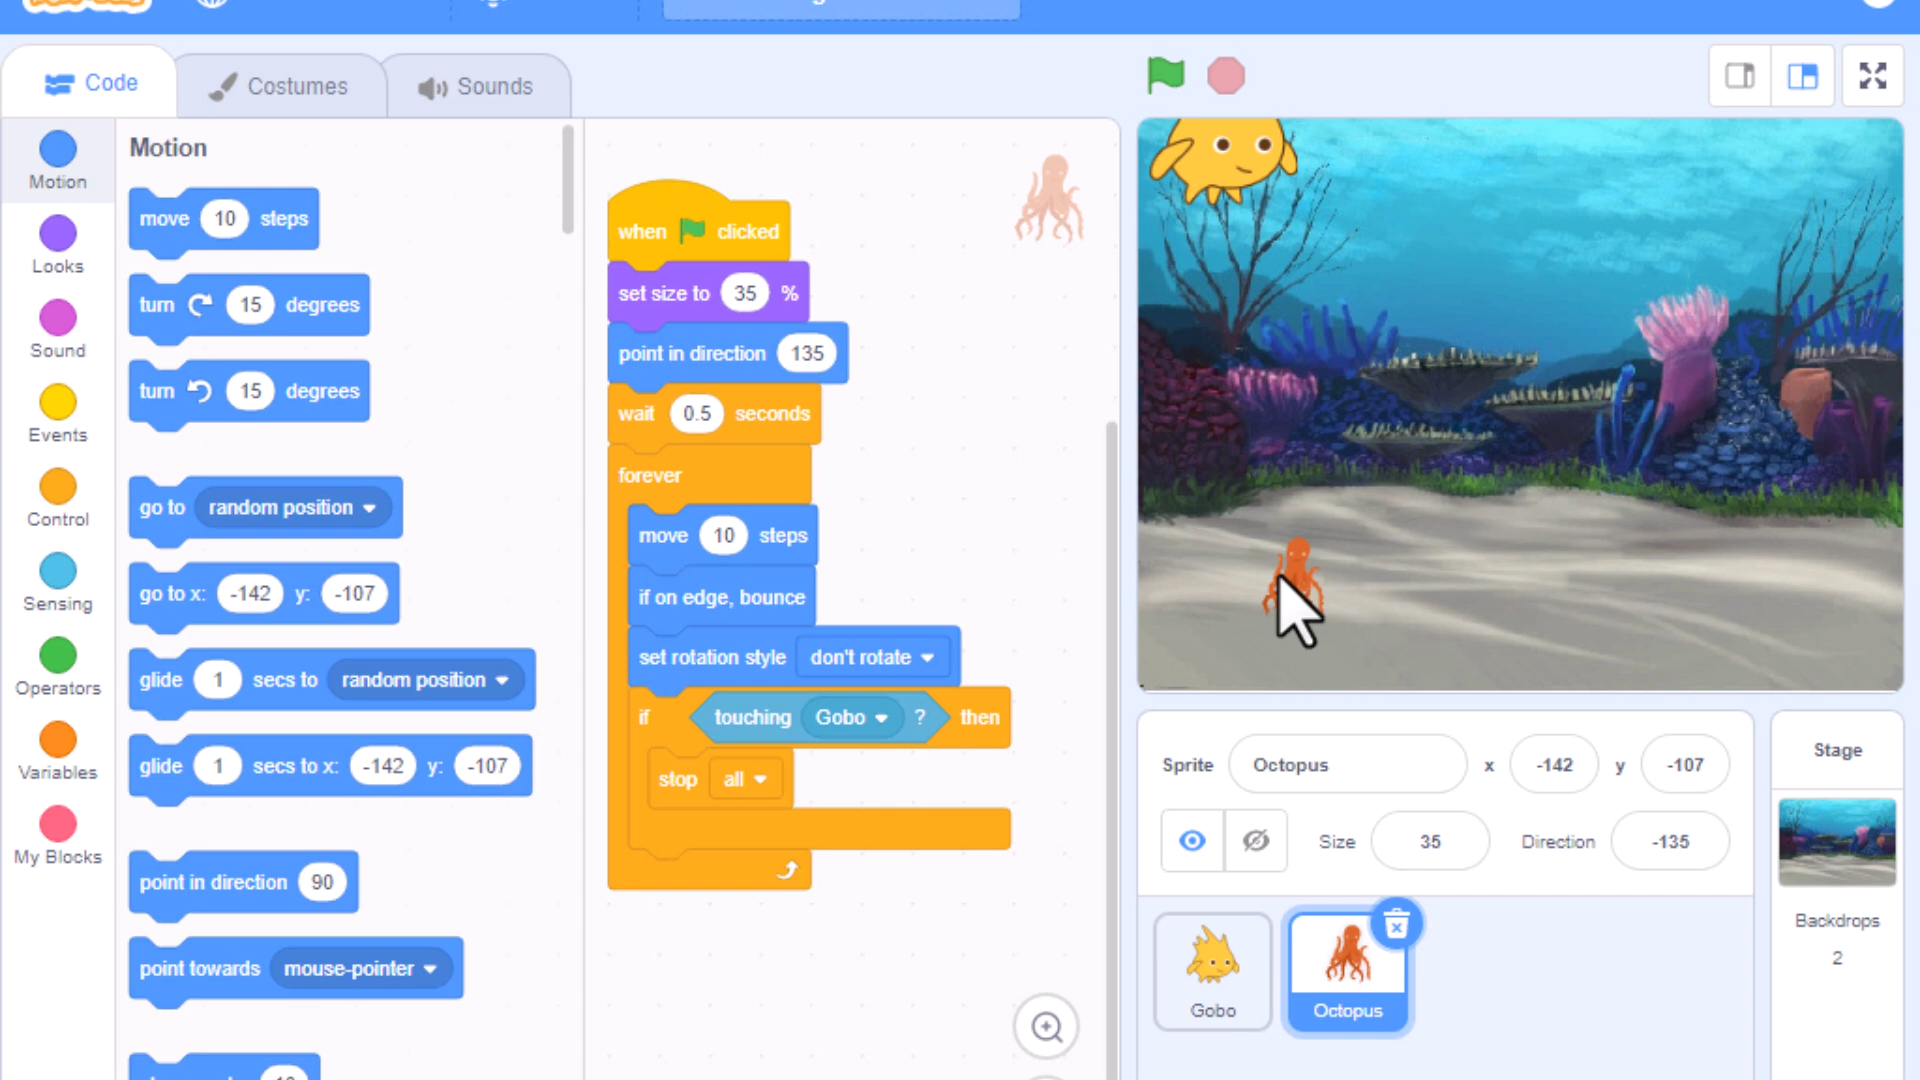 Code
Costumes
Sounds
Motion
Looks
Sound
Events
Control
Sensing
Operators
Variables
My Blocks
Motion
move 10 steps
turn 15 degrees
turn 15 degrees
go to random position
go to x: -142 y: -107
glide 1 secs to random position
glide 1 secs to x: -142 y: -107
point in direction 90
point towards mouse-pointer
when clicked
set size to 35 %
point in direction 135
wait 0.5 seconds
forever
move 10 steps
if on edge, bounce
set rotation style don't rotate
if touching Gobo ? then
stop all
Sprite Octopus x -142 y -107
Size 35 Direction -135
Gobo
Octopus
Stage
Backdrops
2